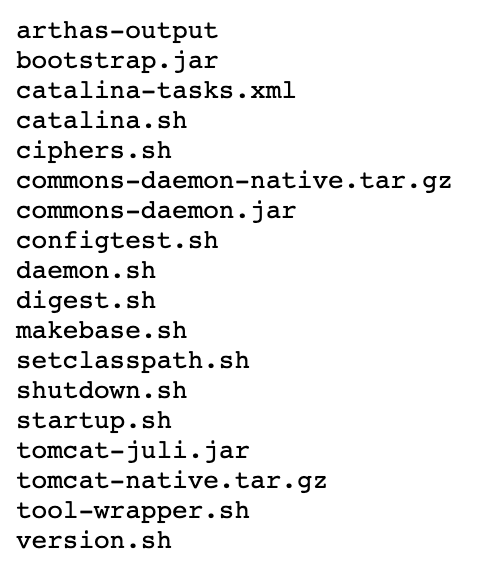 arthas-output
bootstrap.jar
catalina-tasks.xml
catalina.sh
ciphers.sh
commons-daemon-native.tar.gz
commons-daemon.jar
configtest.sh
daemon.sh
digest.sh
makebase.sh
setclasspath.sh
shutdown.sh
startup.sh
tomcat-juli.jar
tomcat-native.tar.gz
tool-wrapper.sh
version.sh